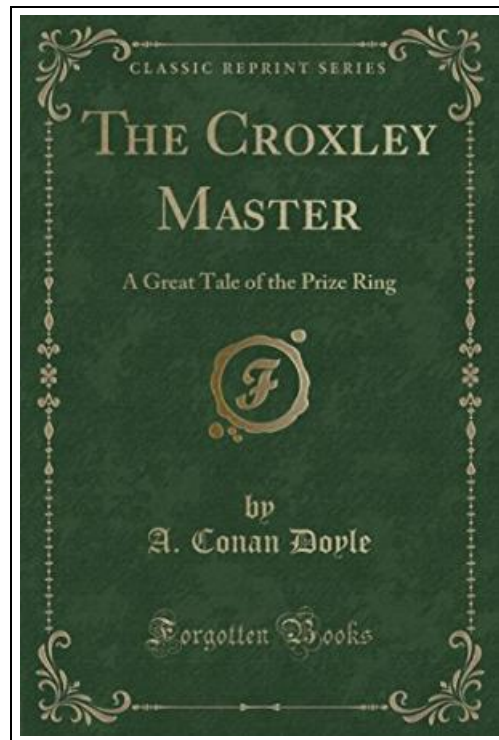 CLASSIC REPRINT SERIES
THE CROXLEY
MASTER
A Great Tale of the Prize Ring
F
by
A. Conan Doyle
Forgotten Books